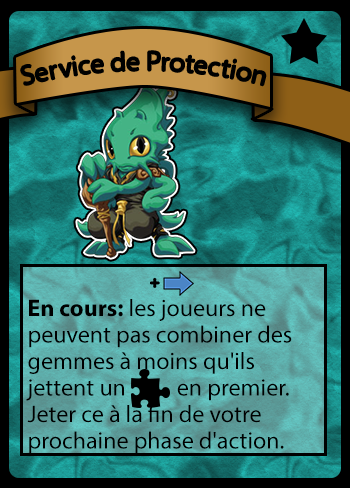 Service de Protection
+
En cours: les joueurs ne
peuvent pas combiner des
gemmes à moins qu'ils
jettent un en premier.
Jeter ce à la fin de votre
prochaine phase d'action.